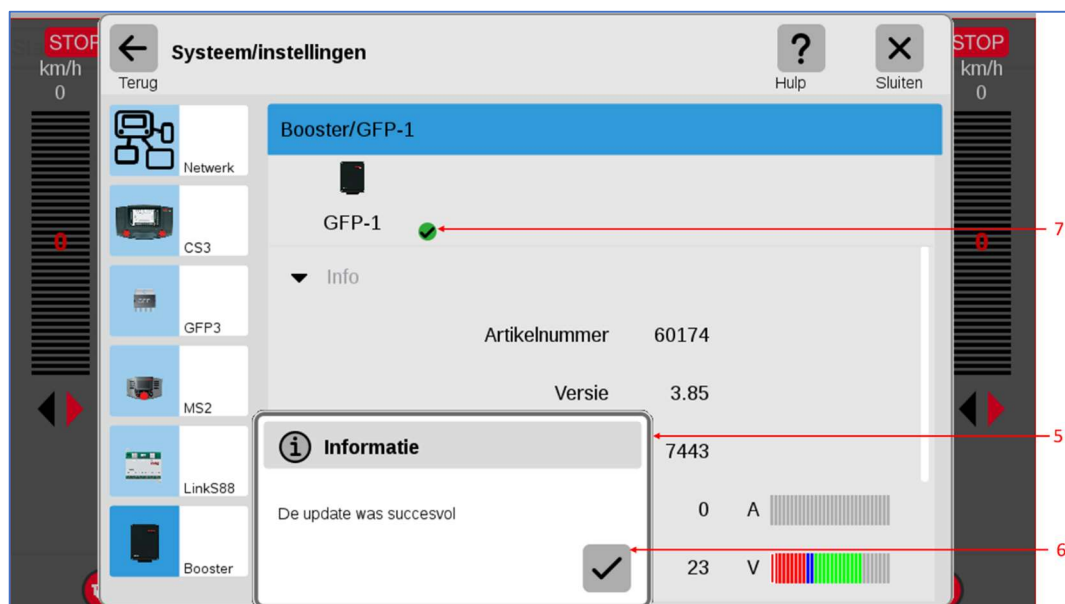 STOP
km/h
0
0
Terug
Systeem/instellingen
Hulp
Sluiten
STOP
km/h
0
0
Netwerk
CS3
GFP3
MS2
LinkS88
Booster
Booster/GFP-1
GFP-1
7
Info
Artikelnummer 60174
Versie 3.85
7443
0 A
23 V
Informatie
5
De update was succesvol
6